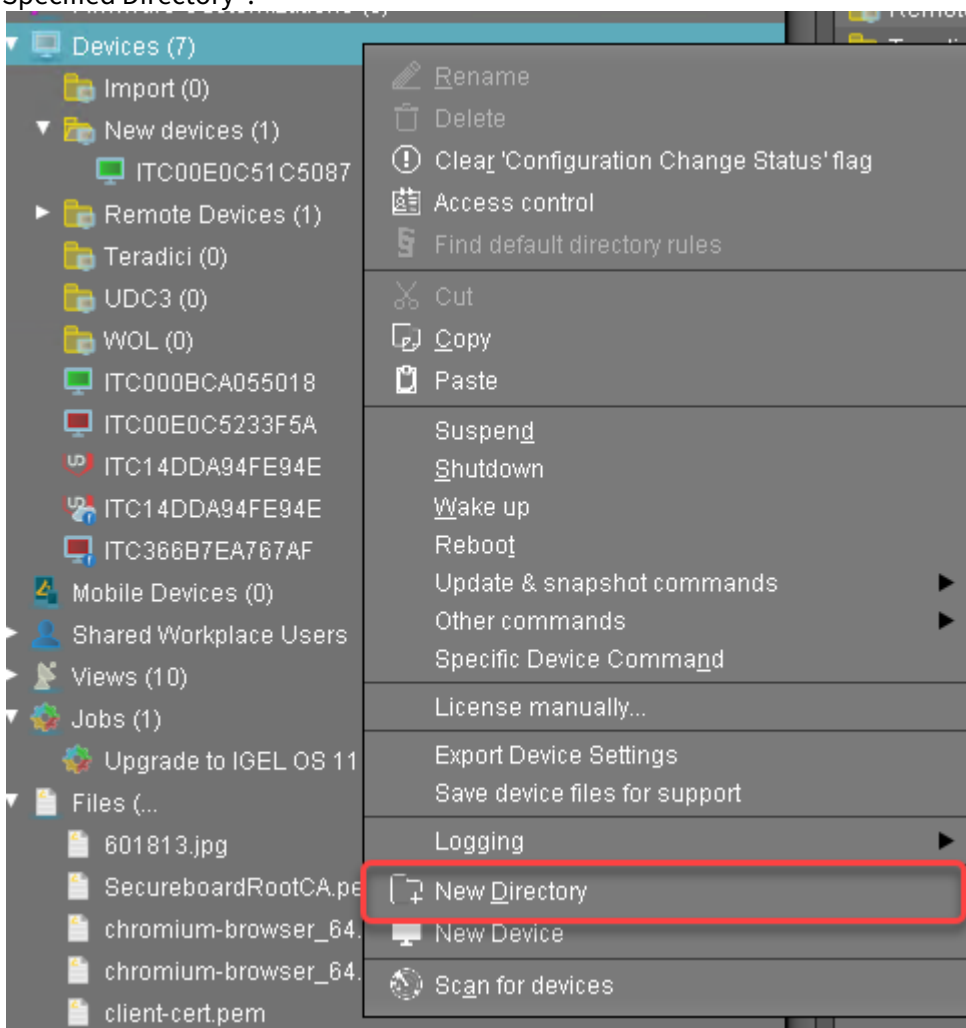 Specified Directory".
Devices (7)
Import (0)
New devices (1)
ITC00E0C51C5087
Remote Devices (1)
Teradici (0)
UDC3 (0)
WOL (0)
ITC000BCA055018
ITC00E0C5233F5A
ITC14DDA94FE94E
ITC14DDA94FE94E
ITC366B7EA767AF
Mobile Devices (0)
Shared Workplace Users
Views (10)
Jobs (1)
Upgrade to IGEL OS 11
Files (...
601813.jpg
SecureboardRootCA.pe
chromium-browser_64.
chromium-browser_64.
client-cert.pem
Rename
Delete
Clear 'Configuration Change Status' flag
Access control
Find default directory rules
Cut
Copy
Paste
Suspend
Shutdown
Wake up
Reboot
Update & snapshot commands
Other commands
Specific Device Command
License manually...
Export Device Settings
Save device files for support
Logging
New Directory
New Device
Scan for devices